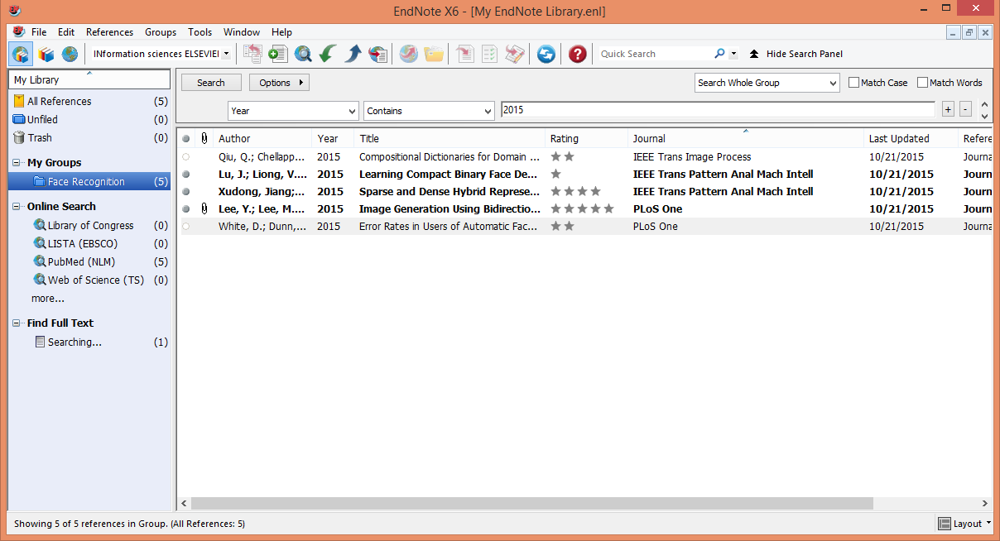 EndNote X6 - [My EndNote Library.enl]
File Edit References Groups Tools Window Help
INformation sciences ELSEVIEI Quick Search Hide Search Panel
My Library
All References (5)
Unfiled (0)
Trash (0)
My Groups
Face Recognition (5)
Online Search
Library of Congress (0)
LISTA (EBSCO) (0)
PubMed (NLM) (5)
Web of Science (TS) (0)
more...
Find Full Text
Searching... (1)
Search Options Search Whole Group Match Case Match Words
Year Contains 2015 + -
Author Year Title Rating Journal Last Updated Refere
Qiu, Q.; Chellapp... 2015 Compositional Dictionaries for Domain ... IEEE Trans Image Process 10/21/2015 Journa
Lu, J.; Liong, V.... 2015 Learning Compact Binary Face De... IEEE Trans Pattern Anal Mach Intell 10/21/2015 Journ
Xudong, Jiang;... 2015 Sparse and Dense Hybrid Represe... IEEE Trans Pattern Anal Mach Intell 10/21/2015 Journ
Lee, Y.; Lee, M.... 2015 Image Generation Using Bidirectio... PLoS One 10/21/2015 Journ
White, D.; Dunn,... 2015 Error Rates in Users of Automatic Fac... PLoS One 10/21/2015 Journa
Showing 5 of 5 references in Group. (All References: 5) Layout